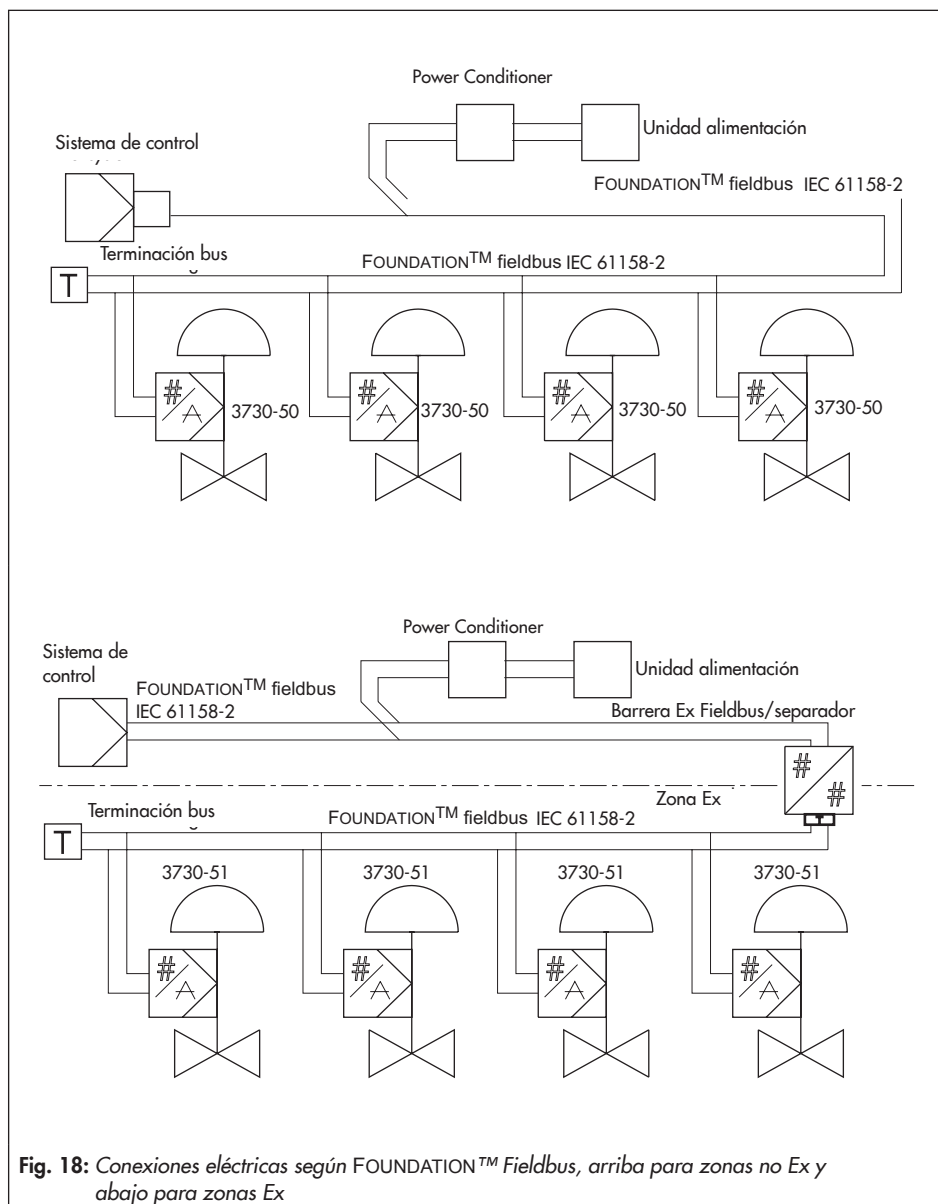 Power Conditioner
Unidad alimentación
Sistema de control
FOUNDATION™ fieldbus IEC 61158-2
Terminación bus
FOUNDATION™ fieldbus IEC 61158-2
T
#
A
3730-50
#
A
3730-50
#
A
3730-50
#
A
3730-50
Power Conditioner
Sistema de
control
Unidad alimentación
FOUNDATION™ fieldbus
IEC 61158-2
Barrera Ex Fieldbus/separador
#
#
Zona Ex
Terminación bus
FOUNDATION™ fieldbus IEC 61158-2
T
T
3730-51
3730-51
3730-51
3730-51
#
A
#
A
#
A
#
A
Fig. 18: Conexiones eléctricas según FOUNDATION™ Fieldbus, arriba para zonas no Ex y
abajo para zonas Ex